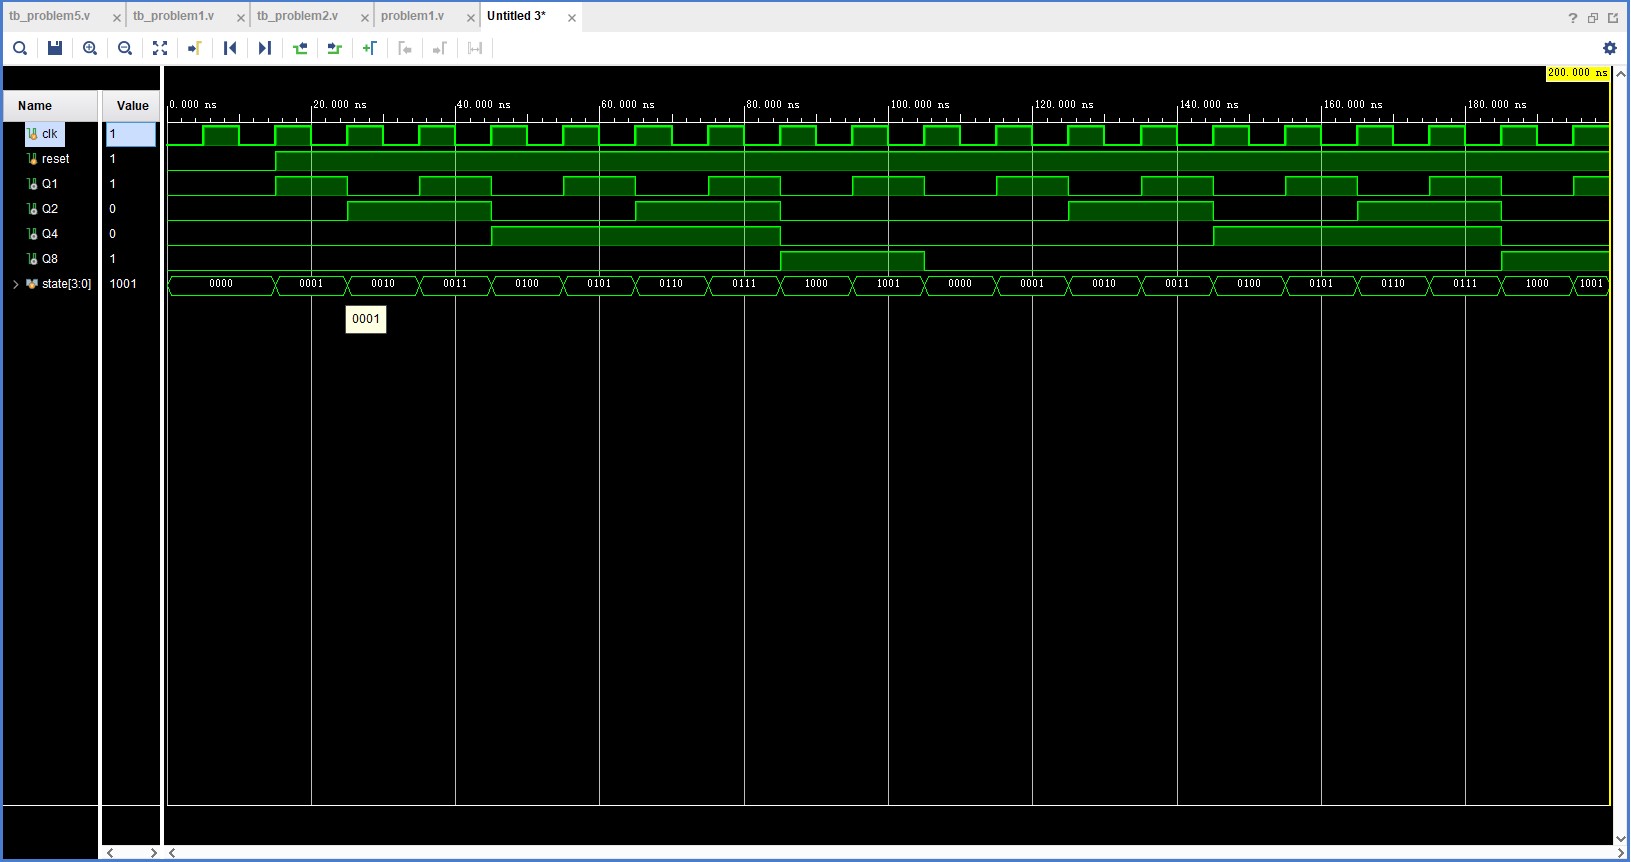 tb_problem5.v tb_problem1.v tb_problem2.v problem1.v Untitled 3*
200.000 ns
Name Value
0.000 ns 20.000 ns 40.000 ns 60.000 ns 80.000 ns 100.000 ns 120.000 ns 140.000 ns 160.000 ns 180.000 ns
clk 1
reset 1
Q1 1
Q2 0
Q4 0
Q8 1
state[3:0] 1001 0000 0001 0010 0011 0100 0101 0110 0111 1000 1001 0000 0001 0010 0011 0100 0101 0110 0111 1000 1001
0001